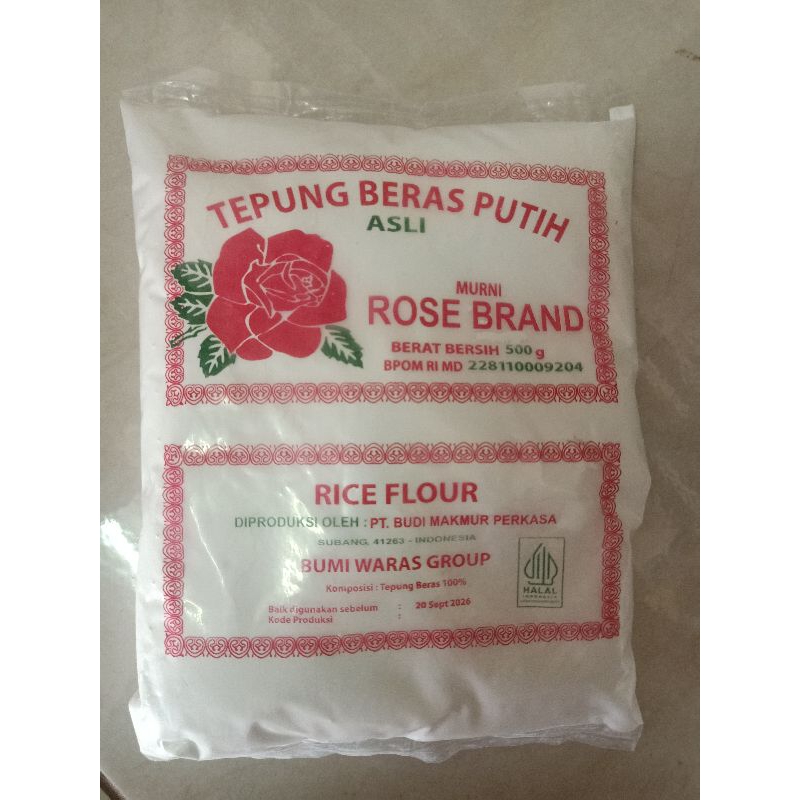 TEPUNG BERAS PUTIH
ASLI
MURNI
ROSE BRAND
BERAT BERSIH 500 g
BPOM RI MD 228110009204
RICE FLOUR
DIPRODUKSI OLEH : PT. BUDI MAKMUR PERKASA
SUBANG, 41263 - INDONESIA
BUMI WARAS GROUP
Komposisi : Tepung Beras 100%
Baik digunakan sebelum : 20 Sept 2026
Kode Produksi :
HALAL
INDONESIA